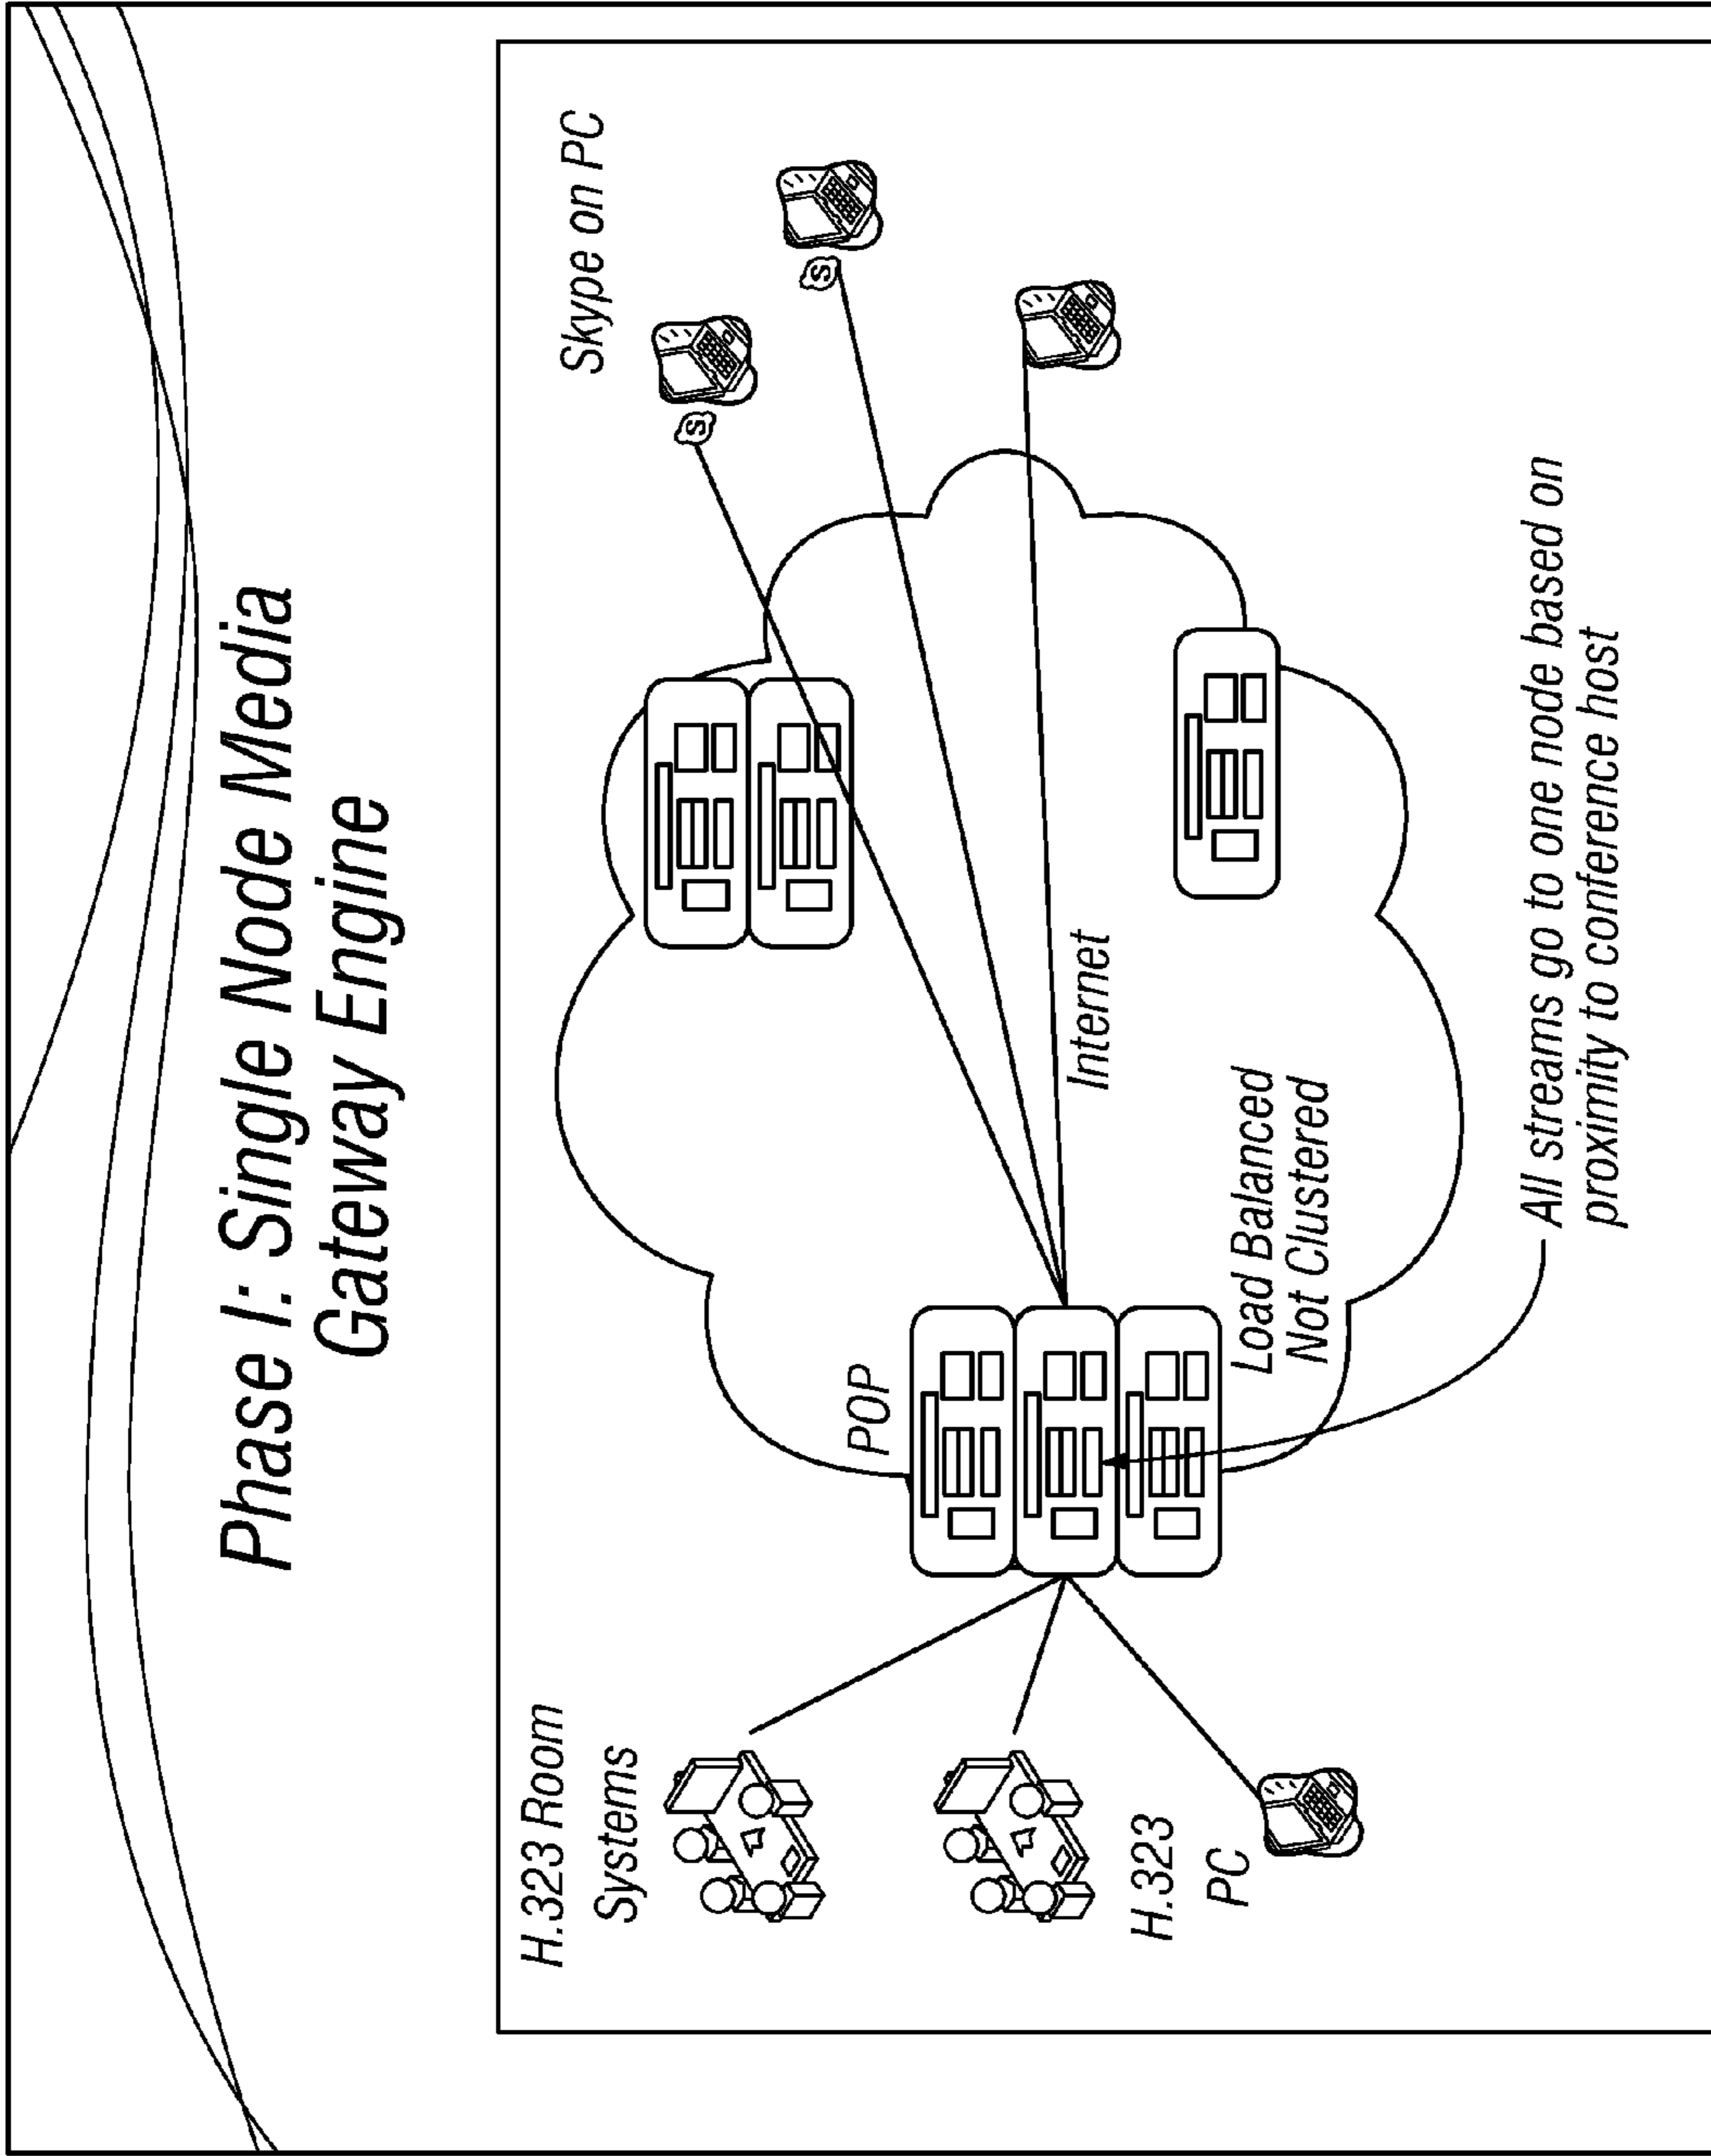 Phase I: Single Node Media
Gateway Engine
H.323 Room
Systems
Skype on PC
S
S
POP
Internet
H.323
PC
Load Balanced
Not Clustered
All streams go to one node based on
proximity to conference host